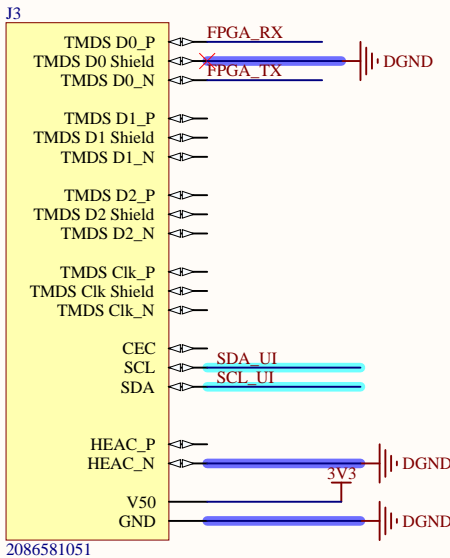 J3
TMDS D0_P FPGA_RX
TMDS D0 Shield DGND
TMDS D0_N FPGA_TX
TMDS D1_P
TMDS D1 Shield
TMDS D1_N
TMDS D2_P
TMDS D2 Shield
TMDS D2_N
TMDS Clk_P
TMDS Clk Shield
TMDS Clk_N
CEC
SCL SDA_UI
SDA SCL_UI
HEAC_P
HEAC_N DGND
3V3
V50
GND DGND
2086581051